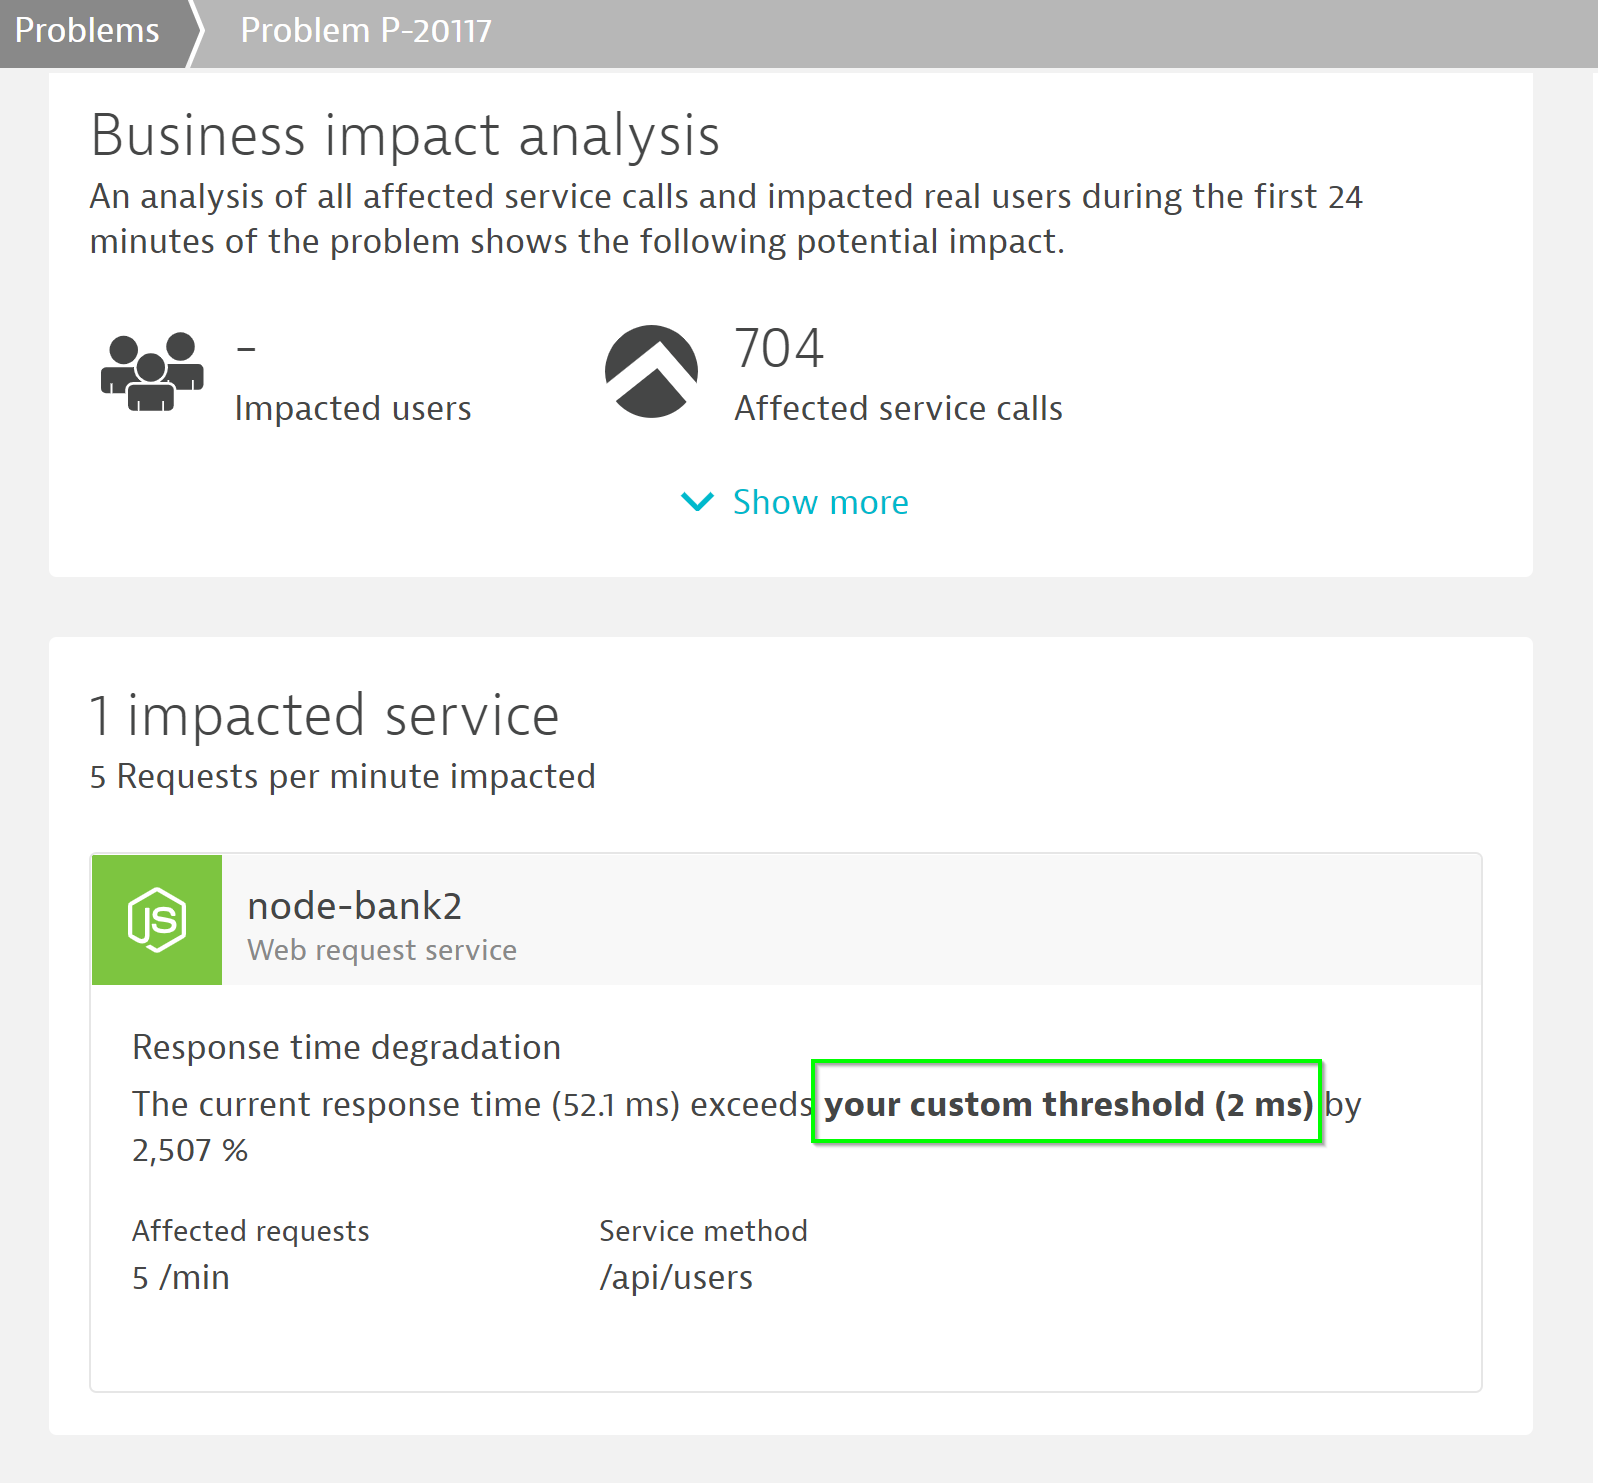 Problems
Problem P-20117
Business impact analysis
An analysis of all affected service calls and impacted real users during the first 24
minutes of the problem shows the following potential impact.
-
Impacted users
704
Affected service calls
Show more
1 impacted service
5 Requests per minute impacted
JS
node-bank2
Web request service
Response time degradation
The current response time (52.1 ms) exceeds your custom threshold (2 ms) by
2,507 %
Affected requests
5 /min
Service method
/api/users